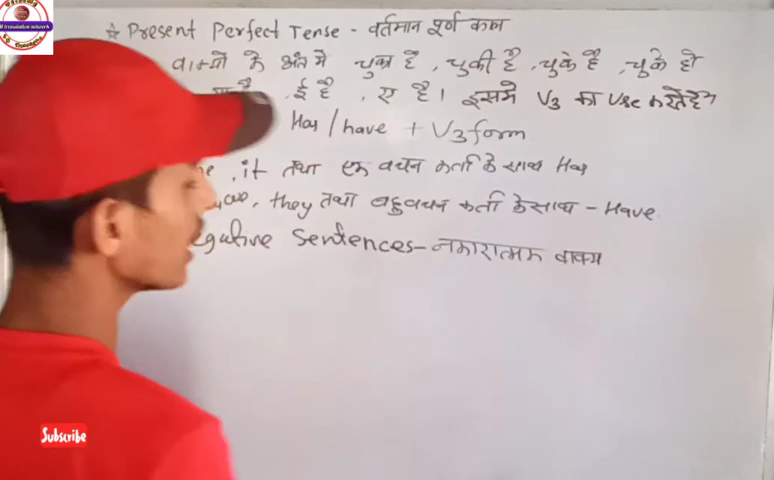 ☆ Present Perfect Tense - वर्तमान पूर्ण काल
वाक्यो के अंत में चुका है, चुकी है, चुके है, चुके हो
है, ई है, ए है। इसमे V3 का Use करते है
Has / have + V3 form
, it तथा एक वचन कर्ता के साथ Has
, they तथा बहुवचन कर्ता के साथ - Have
Sentences - नकारात्मक वाक्य
Subscribe